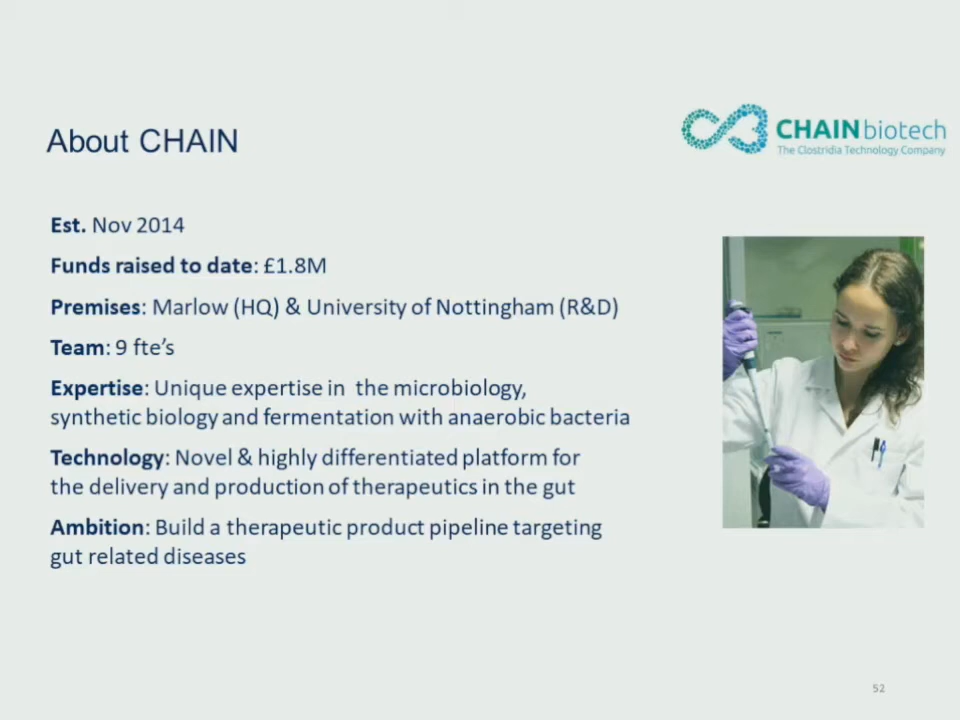 About CHAIN
CHAINbiotech
The Clostridia Technology Company
Est. Nov 2014
Funds raised to date: £1.8M
Premises: Marlow (HQ) & University of Nottingham (R&D)
Team: 9 fte’s
Expertise: Unique expertise in the microbiology,
synthetic biology and fermentation with anaerobic bacteria
Technology: Novel & highly differentiated platform for
the delivery and production of therapeutics in the gut
Ambition: Build a therapeutic product pipeline targeting
gut related diseases
52